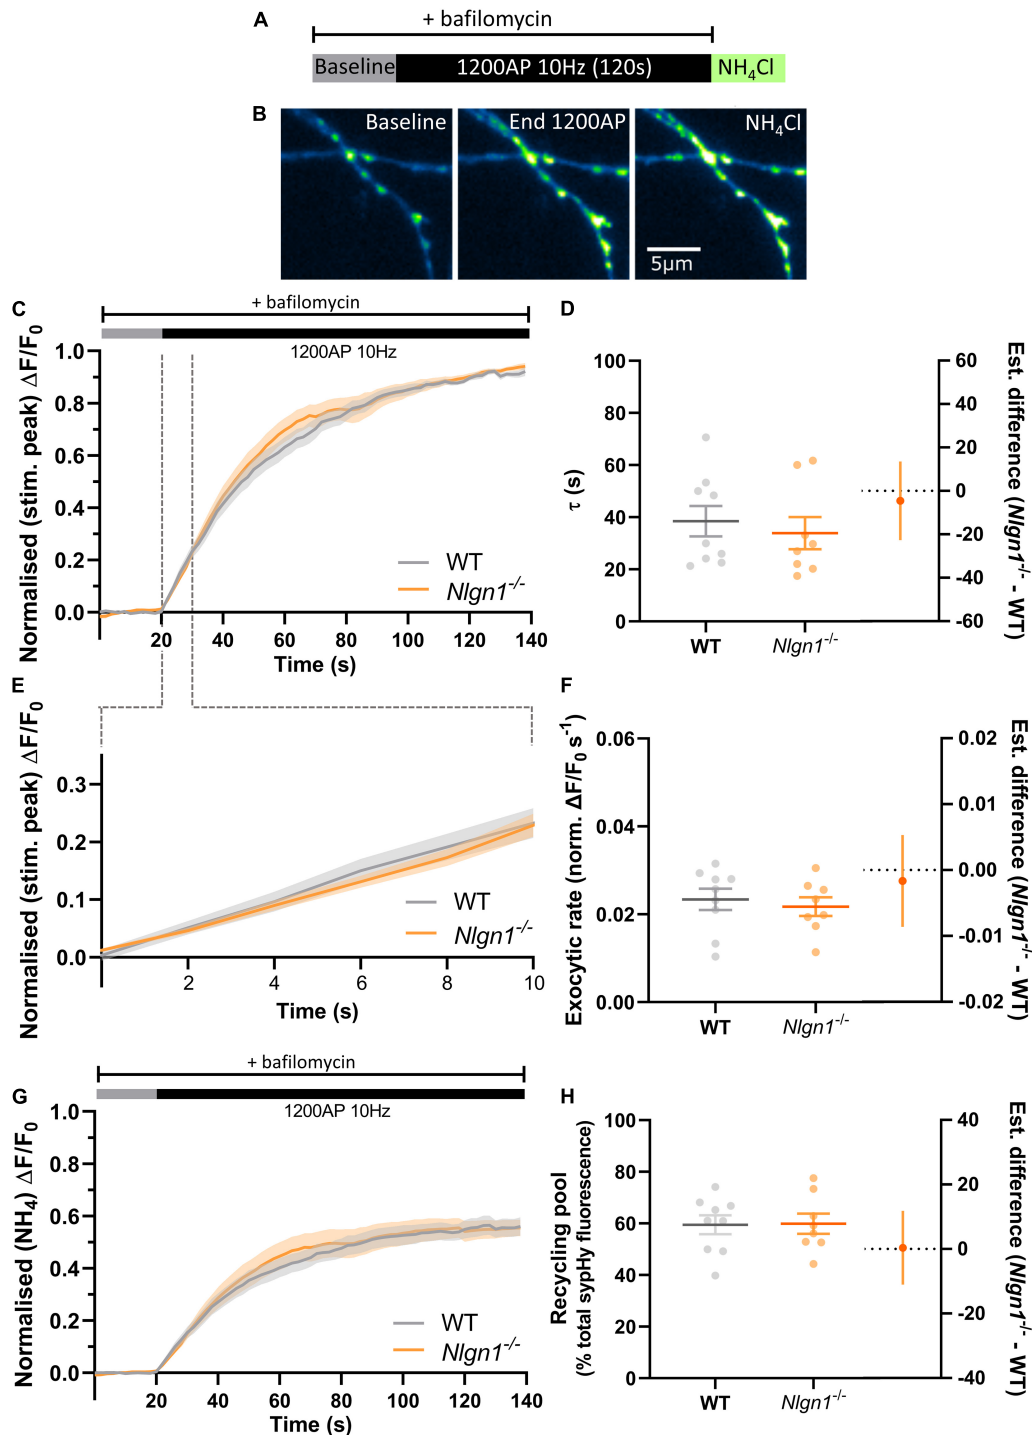 A
+ bafilomycin
Baseline
1200AP 10Hz (120s)
NH4Cl
B
Baseline
End 1200AP
NH4Cl
5µm
C
+ bafilomycin
1200AP 10Hz
Normalised (stim. peak) ΔF/F0
1.0
0.8
0.6
0.4
0.2
0.0
WT
Nlgn1-/-
20
40
60
80
100
120
140
Time (s)
D
τ (s)
100
80
60
40
20
0
WT
Nlgn1-/-
60
40
20
0
-20
-40
-60
Est. difference (Nlgn1-/- - WT)
E
Normalised (stim. peak) ΔF/F0
0.3
0.2
0.1
0.0
WT
Nlgn1-/-
2
4
6
8
10
Time (s)
F
Exocytic rate (norm. ΔF/F0 s-1)
0.06
0.04
0.02
0.00
WT
Nlgn1-/-
0.02
0.01
0.00
-0.01
-0.02
Est. difference (Nlgn1-/- - WT)
G
+ bafilomycin
1200AP 10Hz
Normalised (NH4) ΔF/F0
1.0
0.8
0.6
0.4
0.2
0.0
WT
Nlgn1-/-
20
40
60
80
100
120
140
Time (s)
H
Recycling pool
(% total sypHy fluorescence)
100
80
60
40
20
0
WT
Nlgn1-/-
40
20
0
-20
-40
Est. difference (Nlgn1-/- - WT)